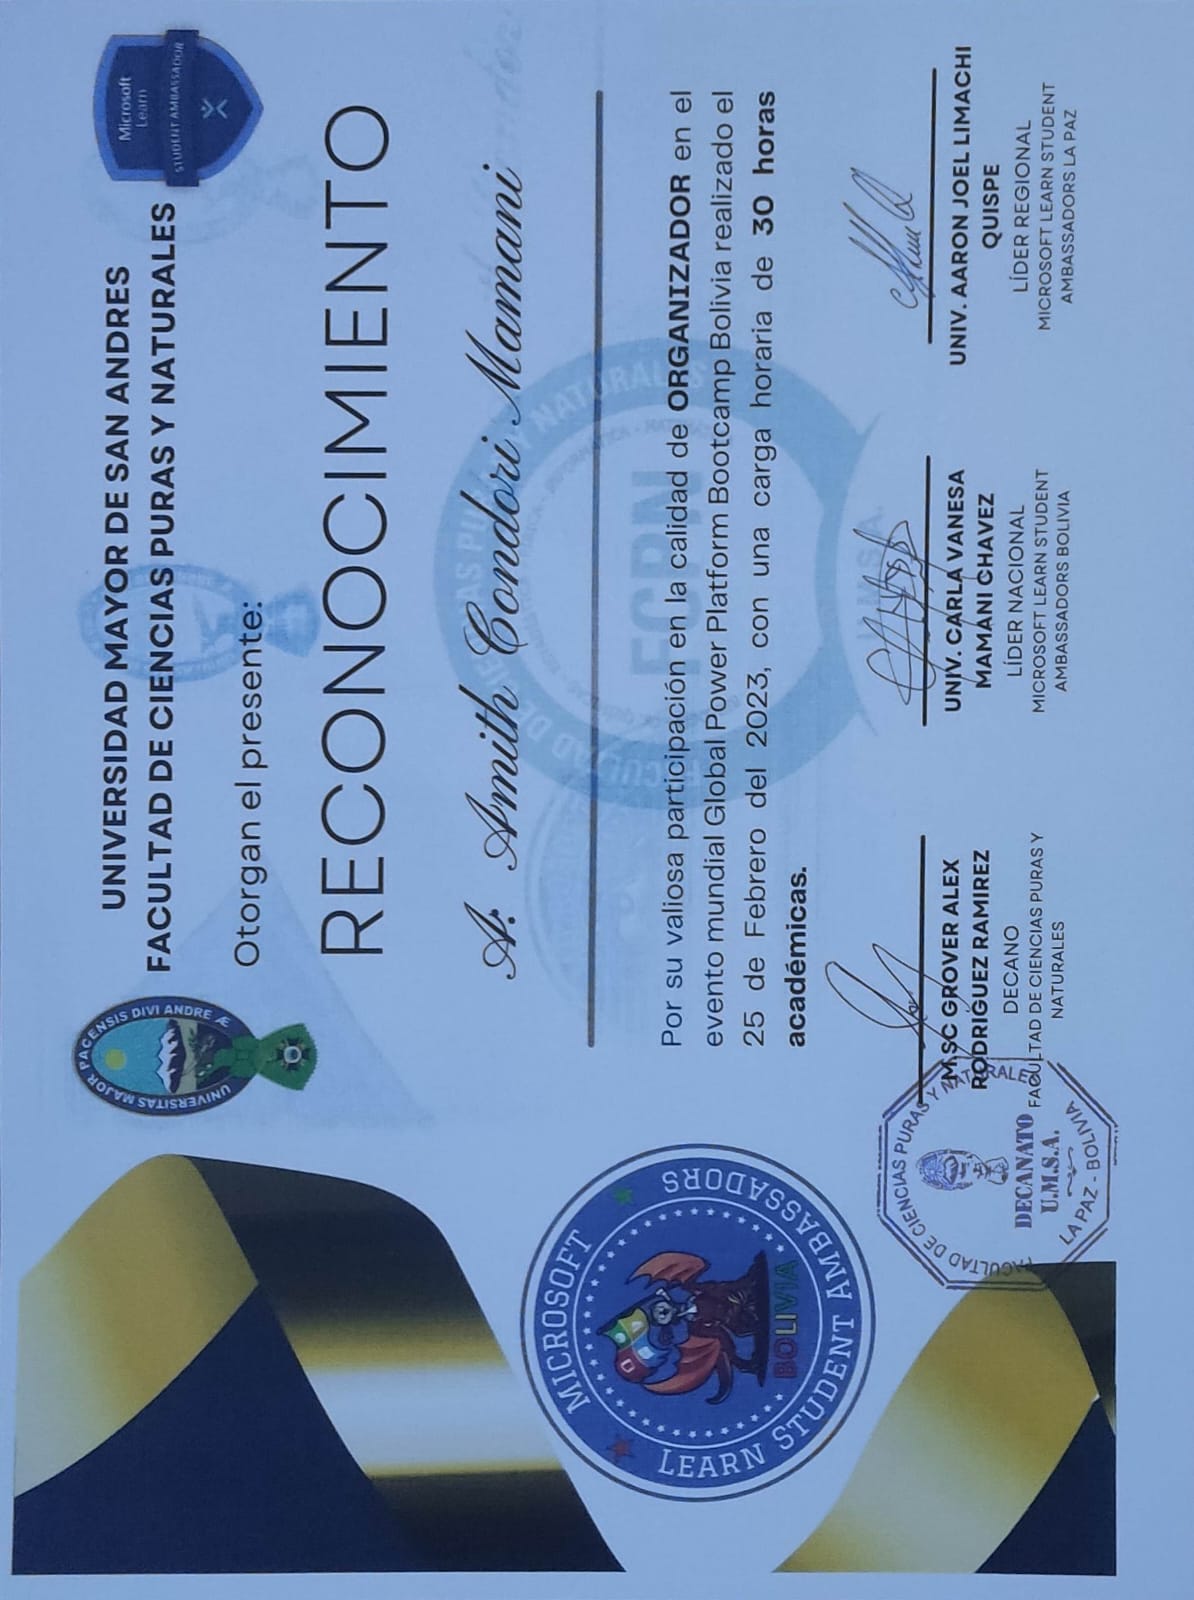 UNIVERSIDAD MAYOR DE SAN ANDRES
FACULTAD DE CIENCIAS PURAS Y NATURALES
Microsoft
Learn
STUDENT AMBASSADOR
UNIVERSITAS MAJOR PACENSIS DIVI ANDRE Æ
Otorgan el presente:
RECONOCIMIENTO
A. Amith Condori Mamani
Por su valiosa participación en la calidad de ORGANIZADOR en el
evento mundial Global Power Platform Bootcamp Bolivia realizado el
25 de Febrero del 2023, con una carga horaria de 30 horas
académicas.
MICROSOFT
LEARN STUDENT AMBASSADORS
BOLIVIA
FACULTAD DE CIENCIAS PURAS Y NATURALES
FCPN
U.M.S.A.
M.SC GROVER ALEX
RODRÍGUEZ RAMIREZ
DECANO
FACULTAD DE CIENCIAS PURAS Y
NATURALES
UNIV. CARLA VANESA
MAMANI CHAVEZ
LÍDER NACIONAL
MICROSOFT LEARN STUDENT
AMBASSADORS BOLIVIA
UNIV. AARON JOEL LIMACHI
QUISPE
LÍDER REGIONAL
MICROSOFT LEARN STUDENT
AMBASSADORS LA PAZ
FACULTAD DE CIENCIAS PURAS Y NATURALE
DECANATO
U.M.S.A.
LA PAZ - BOLIVIA